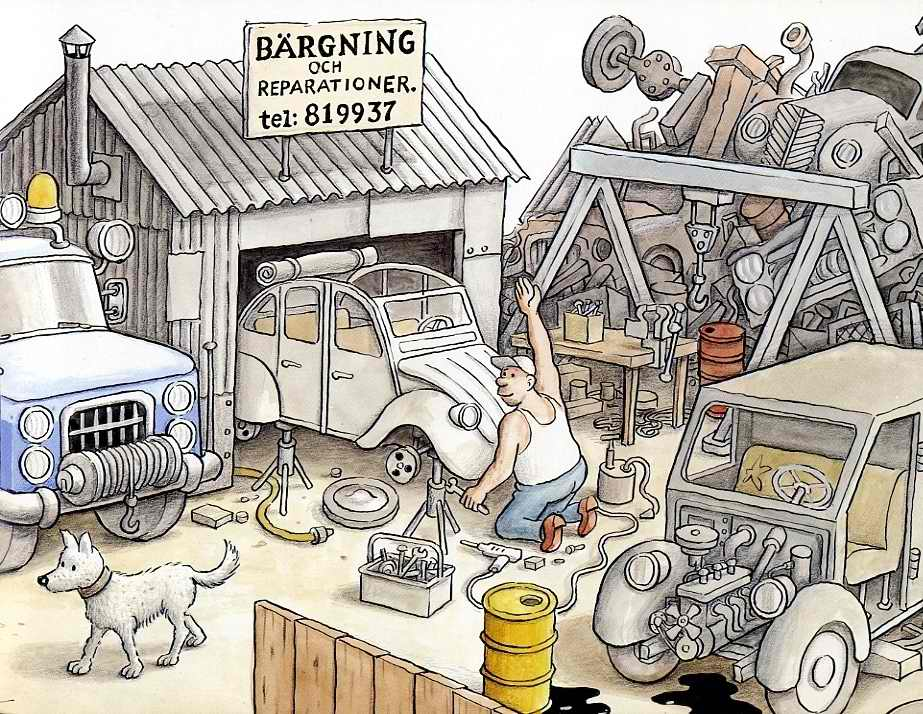 BÄRGNING
OCH
REPARATIONER.
tel: 819937